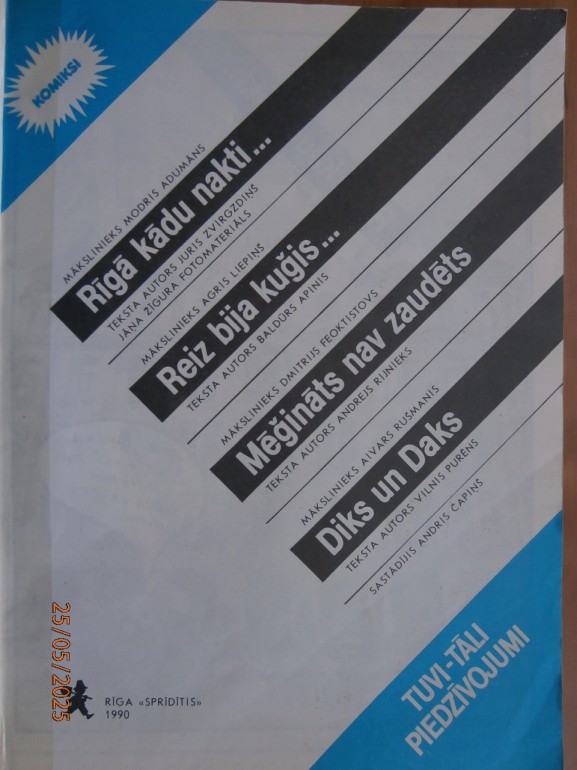 KOMIKSI
MĀKSLINIEKS MODRIS ADUMĀNS
Rīgā kādu nakti...
TEKSTA AUTORS JURIS ZVIRGZDIŅŠ
JĀŅA ZĪGURA FOTOMATERIĀLS
MĀKSLINIEKS AGRIS LIEPIŅŠ
Reiz bija kuģis...
TEKSTA AUTORS BALDŪRS APINIS
MĀKSLINIEKS DMITRIJS FEOKTISTOVS
Mēģināts nav zaudēts
TEKSTA AUTORS ANDREJS RIJNIEKS
MĀKSLINIEKS AIVARS RUŠMANIS
Diks un Daks
TEKSTA AUTORS VILNIS PURĒNS
SASTĀDĪJIS ANDRIS ČAPIŅŠ
TUVI-TĀLI
PIEDZĪVOJUMI
RĪGA «SPRĪDĪTIS»
1990
25/05/2025